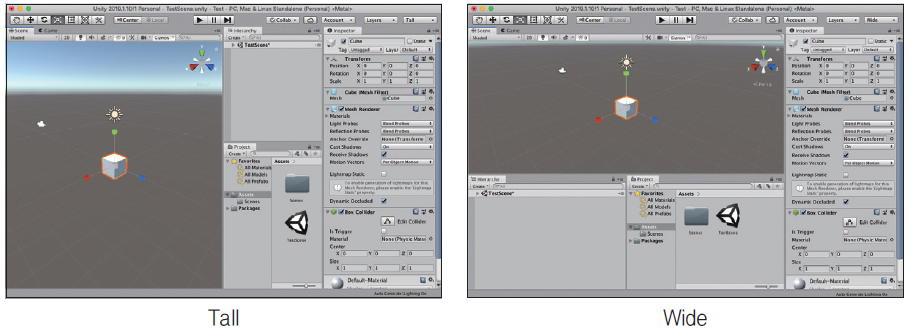 Unity 2019.1.10f1 Personal - TestScene.unity - Test - PC, Mac & Linux Standalone (Personal) <Metal>
Center Local Collab Account Layers Tall
Scene Game Hierarchy Inspector
Shaded 2D Gizmos Create
TestScene*
Cube Static
Tag Untagged Layer Default
Transform
Position X 0 Y 0 Z 0
Rotation X 0 Y 0 Z 0
Scale X 1 Y 1 Z 1
Cube (Mesh Filter)
Mesh Cube
Mesh Renderer
Materials
Light Probes Blend Probes
Reflection Probes Blend Probes
Anchor Override None (Transform
Cast Shadows On
Receive Shadows
Motion Vectors Per Object Motion
Lightmap Static
To enable generation of lightmaps for this
Mesh Renderer, please enable the 'Lightmap
Static' property.
Dynamic Occluded
Box Collider
Edit Collider
Is Trigger
Material None (Physic Mate
Center
X 0 Y 0 Z 0
Size
X 1 Y 1 Z 1
Default-Material
Auto Generate Lighting On
Project
Create
Favorites
All Materials
All Models
All Prefabs
Assets
Scenes
Packages
Assets
Scenes
TestScene
Tall
Unity 2019.1.10f1 Personal - TestScene.unity - Test - PC, Mac & Linux Standalone (Personal) <Metal>
Center Local Collab Account Layers Wide
Scene Game Inspector
Shaded 2D Gizmos
Persp
Cube Static
Tag Untagged Layer Default
Transform
Position X 0 Y 0 Z 0
Rotation X 0 Y 0 Z 0
Scale X 1 Y 1 Z 1
Cube (Mesh Filter)
Mesh Cube
Mesh Renderer
Materials
Light Probes Blend Probes
Reflection Probes Blend Probes
Anchor Override None (Transform
Cast Shadows On
Receive Shadows
Motion Vectors Per Object Motion
Lightmap Static
To enable generation of lightmaps for this
Mesh Renderer, please enable the 'Lightmap
Static' property.
Dynamic Occluded
Box Collider
Edit Collider
Is Trigger
Material None (Physic Mate
Center
X 0 Y 0 Z 0
Size
X 1 Y 1 Z 1
Default-Material
Auto Generate Lighting On
Hierarchy
Create
TestScene*
Project
Create
Favorites
All Materials
All Models
All Prefabs
Assets
Scenes
Packages
Assets
Scenes
TestScene
Wide